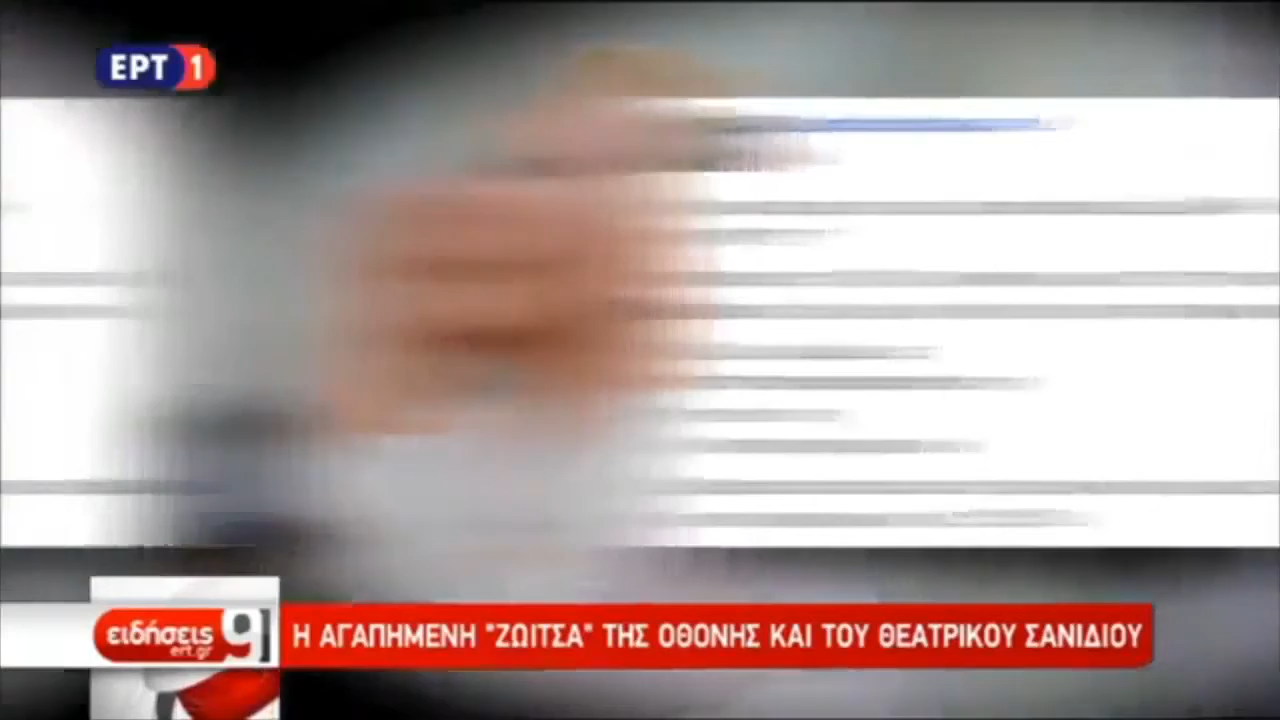 ΕΡΤ 1
ειδήσεις 9
ert.gr
Η ΑΓΑΠΗΜΕΝΗ "ΖΩΙΤΣΑ" ΤΗΣ ΟΘΟΝΗΣ ΚΑΙ ΤΟΥ ΘΕΑΤΡΙΚΟΥ ΣΑΝΙΔΙΟΥ